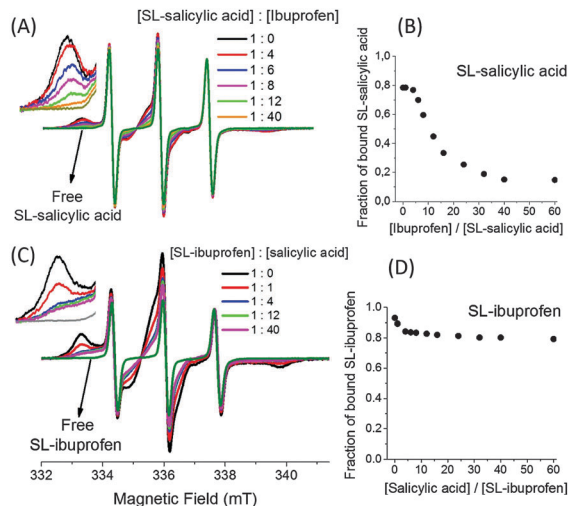 (A)
[SL-salicylic acid] : [Ibuprofen]
1 : 0
1 : 4
1 : 6
1 : 8
1 : 12
1 : 40
Free
SL-salicylic acid
(B)
SL-salicylic acid
Fraction of bound SL-salicylic acid
1,0
0,8
0,6
0,4
0,2
0,0
0 10 20 30 40 50 60
[Ibuprofen] / [SL-salicylic acid]
(C)
[SL-ibuprofen] : [salicylic acid]
1 : 0
1 : 1
1 : 4
1 : 12
1 : 40
Free
SL-ibuprofen
332 334 336 338 340
Magnetic Field (mT)
(D)
SL-ibuprofen
Fraction of bound SL-ibuprofen
1,0
0,8
0,6
0,4
0,2
0,0
0 10 20 30 40 50 60
[Salicylic acid] / [SL-ibuprofen]